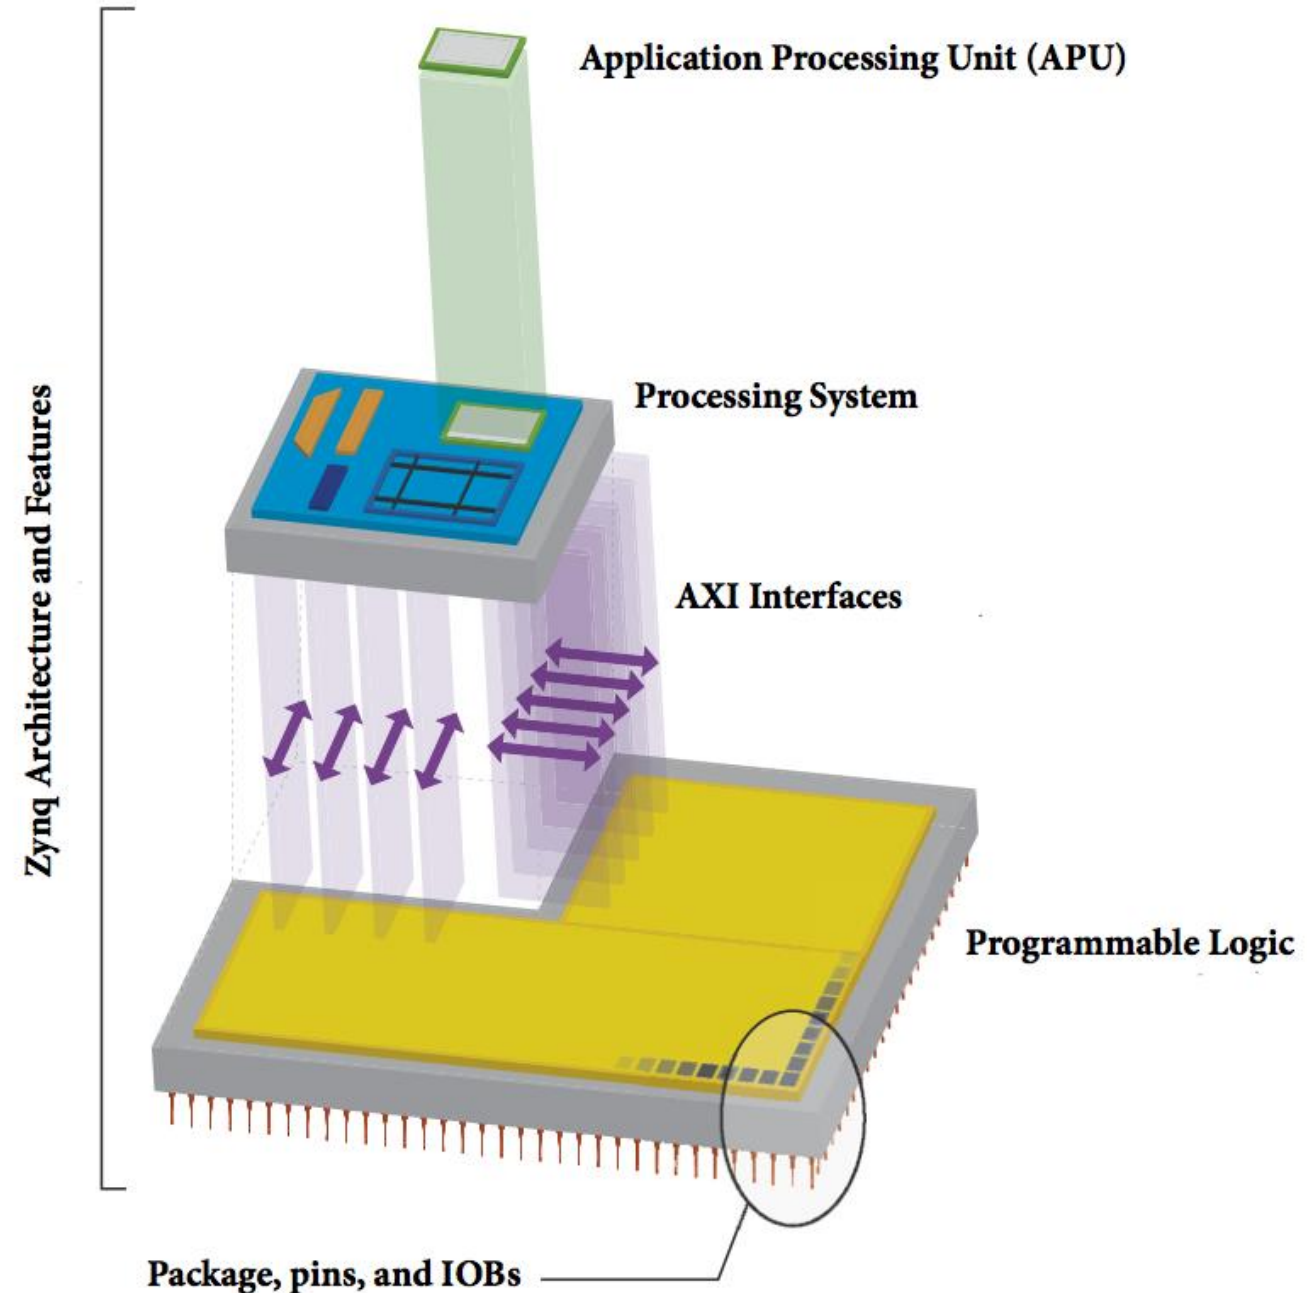 Application Processing Unit (APU)
Processing System
AXI Interfaces
Zynq Architecture and Features
Programmable Logic
Package, pins, and IOBs